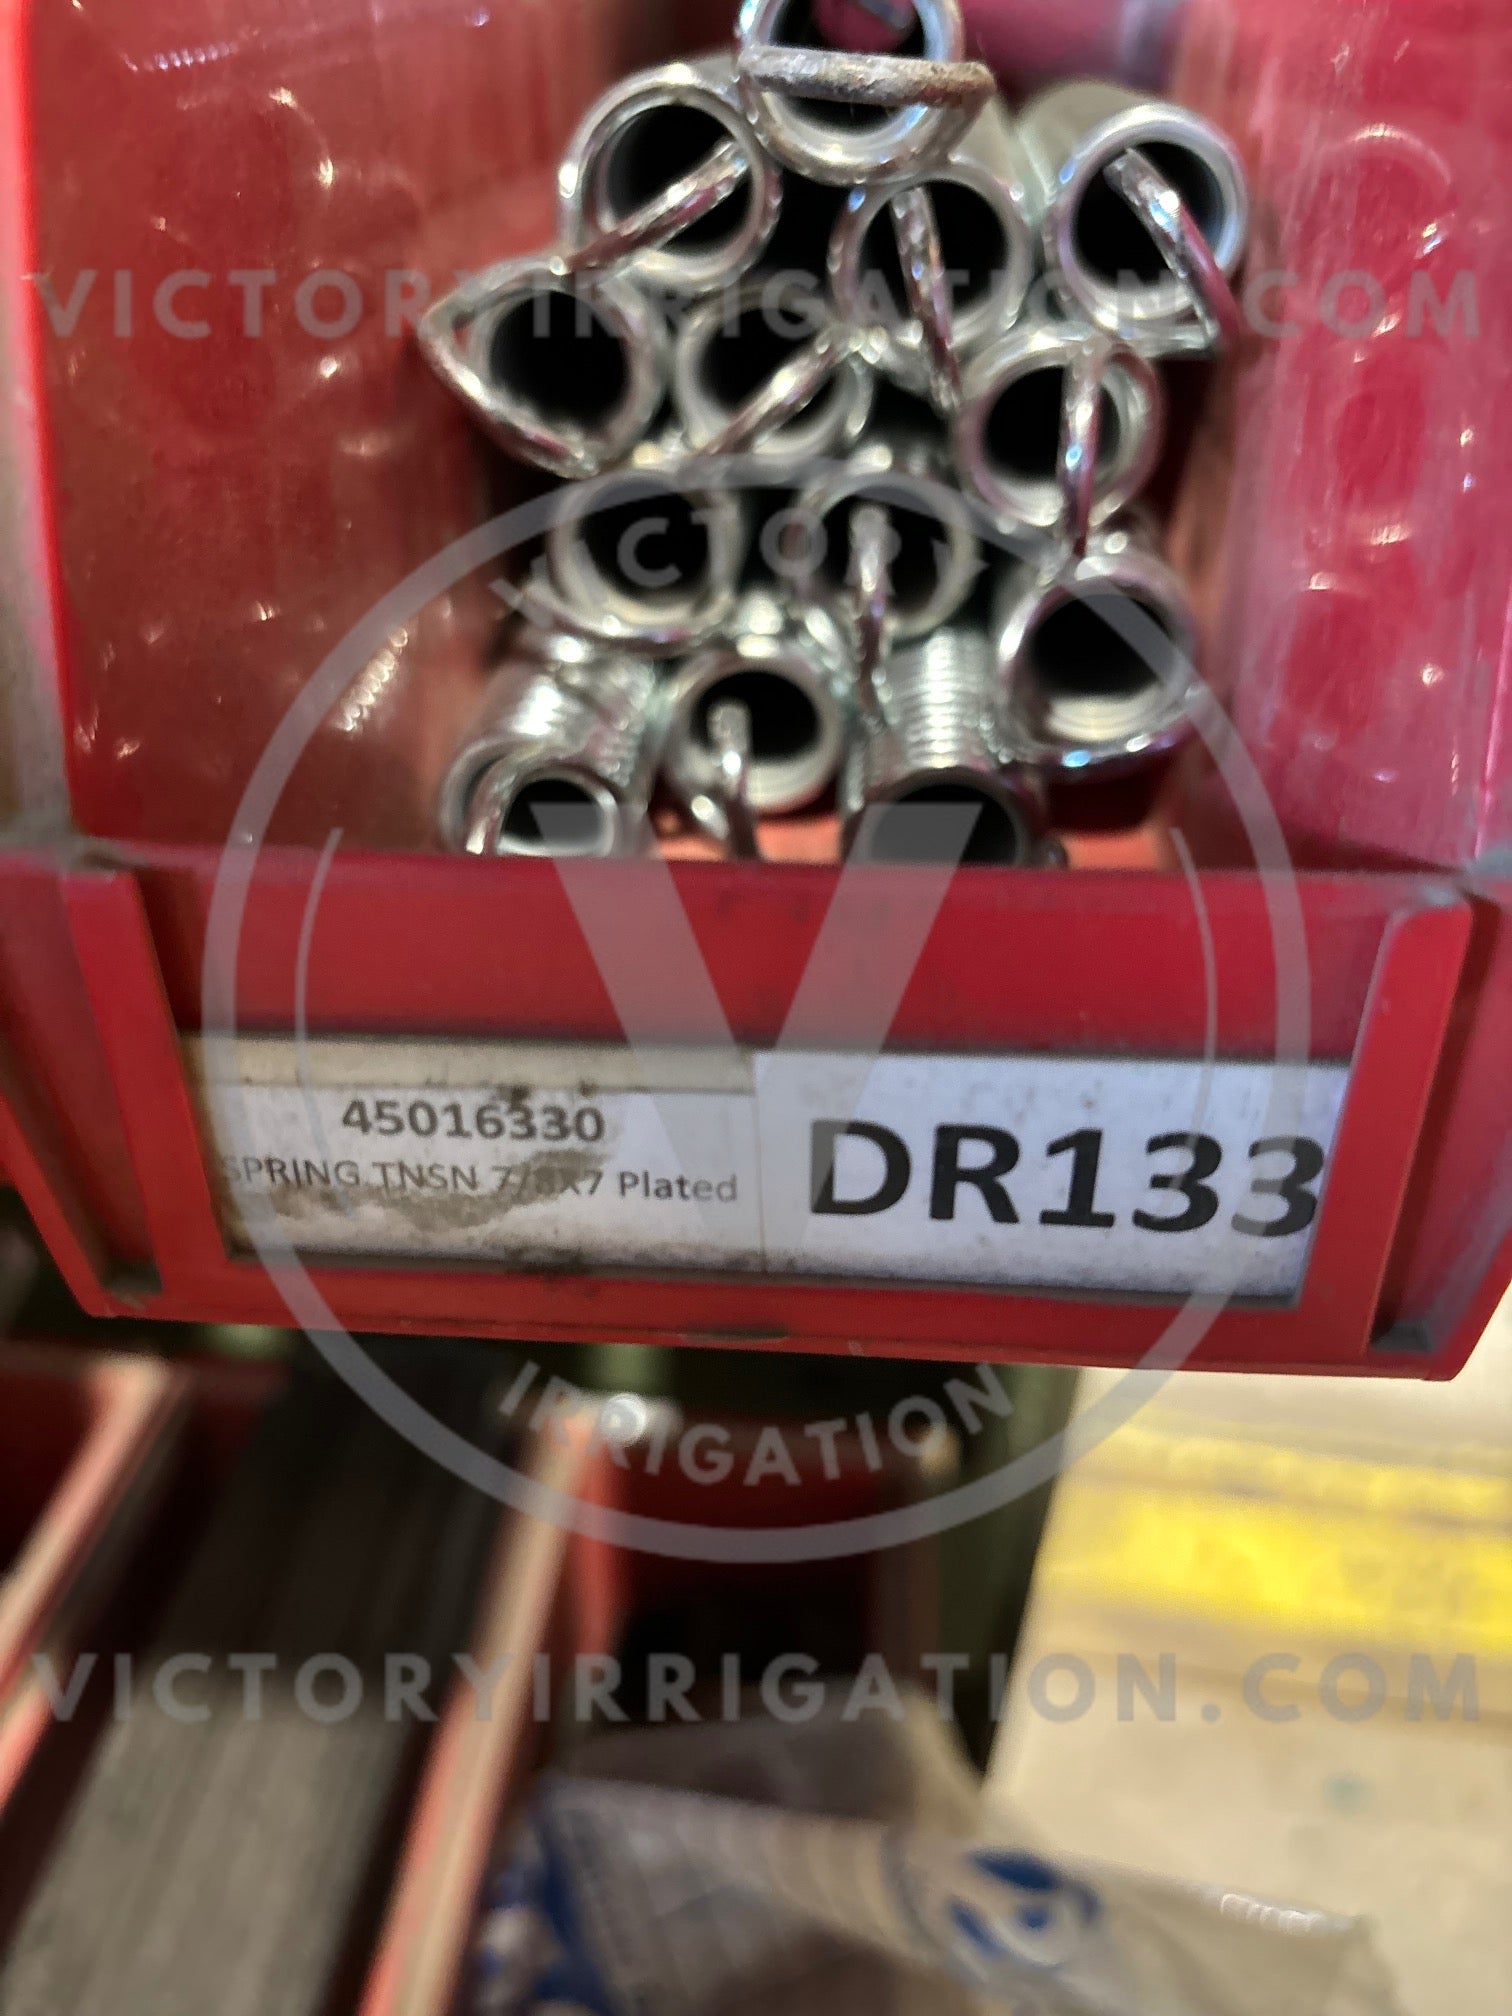 VICTORYIRRIGATION.COM
VICTORY
45016330
SPRING TNSN 7/8X7 Plated
DR133
IRRIGATION
VICTORYIRRIGATION.COM